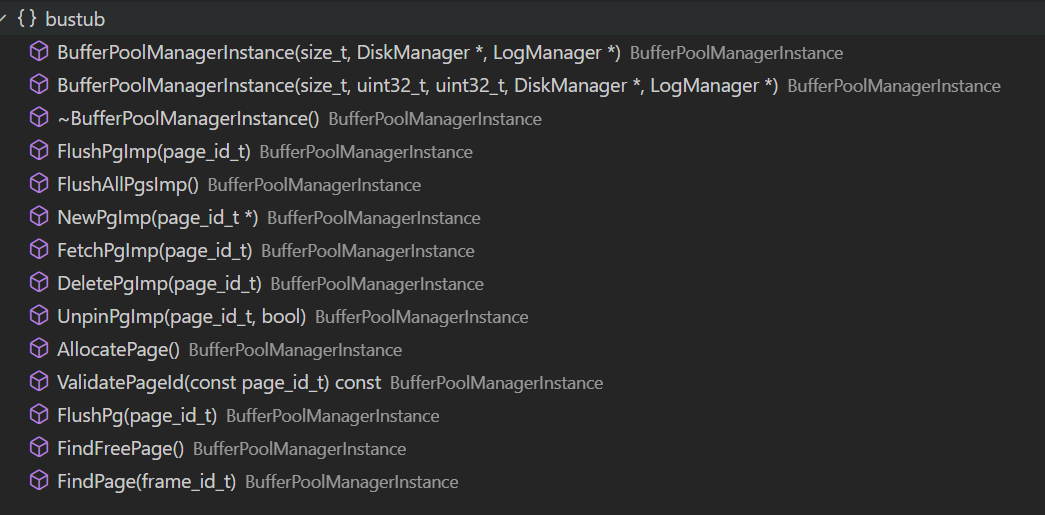 {} bustub
BufferPoolManagerInstance(size_t, DiskManager *, LogManager *) BufferPoolManagerInstance
BufferPoolManagerInstance(size_t, uint32_t, uint32_t, DiskManager *, LogManager *) BufferPoolManagerInstance
~BufferPoolManagerInstance() BufferPoolManagerInstance
FlushPgImp(page_id_t) BufferPoolManagerInstance
FlushAllPgsImp() BufferPoolManagerInstance
NewPgImp(page_id_t *) BufferPoolManagerInstance
FetchPgImp(page_id_t) BufferPoolManagerInstance
DeletePgImp(page_id_t) BufferPoolManagerInstance
UnpinPgImp(page_id_t, bool) BufferPoolManagerInstance
AllocatePage() BufferPoolManagerInstance
ValidatePageId(const page_id_t) const BufferPoolManagerInstance
FlushPg(page_id_t) BufferPoolManagerInstance
FindFreePage() BufferPoolManagerInstance
FindPage(frame_id_t) BufferPoolManagerInstance